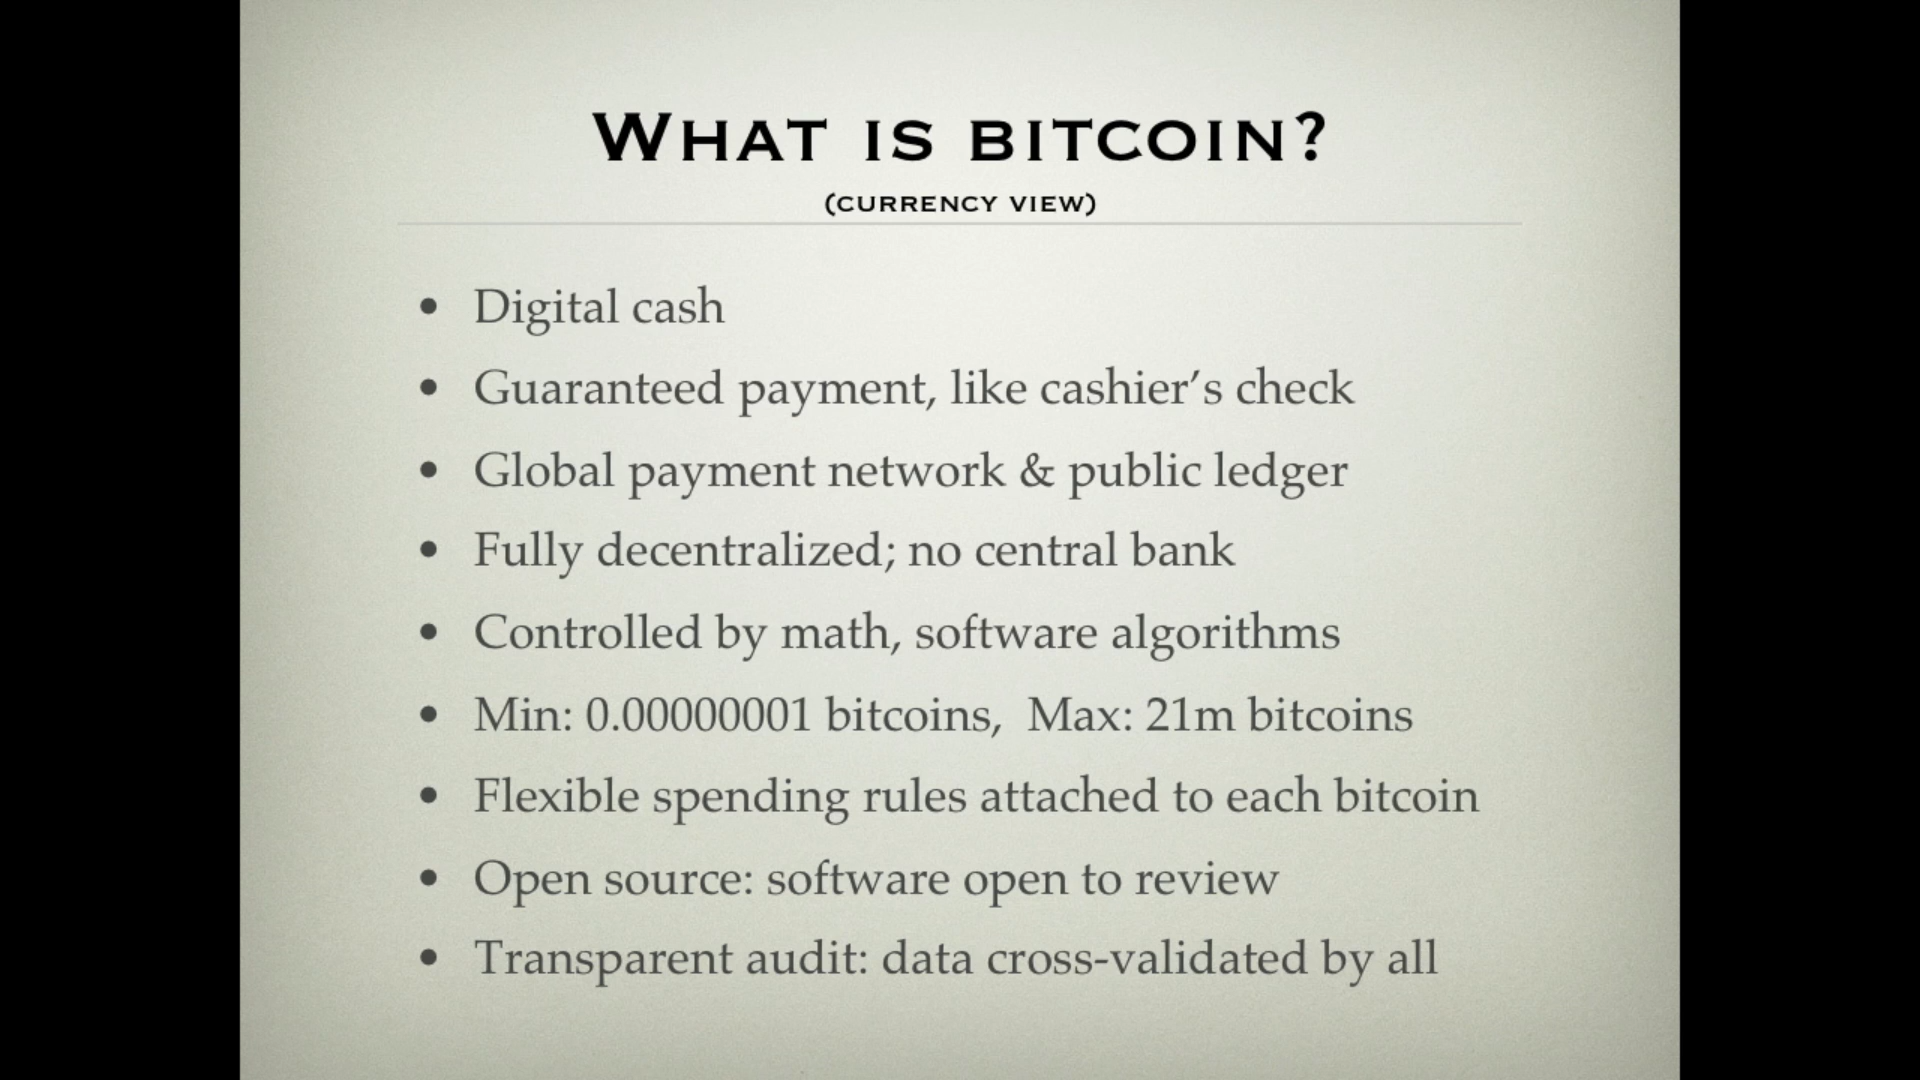 What is bitcoin?
(currency view)
• Digital cash
• Guaranteed payment, like cashier’s check
• Global payment network & public ledger
• Fully decentralized; no central bank
• Controlled by math, software algorithms
• Min: 0.00000001 bitcoins,  Max: 21m bitcoins
• Flexible spending rules attached to each bitcoin
• Open source: software open to review
• Transparent audit: data cross-validated by all